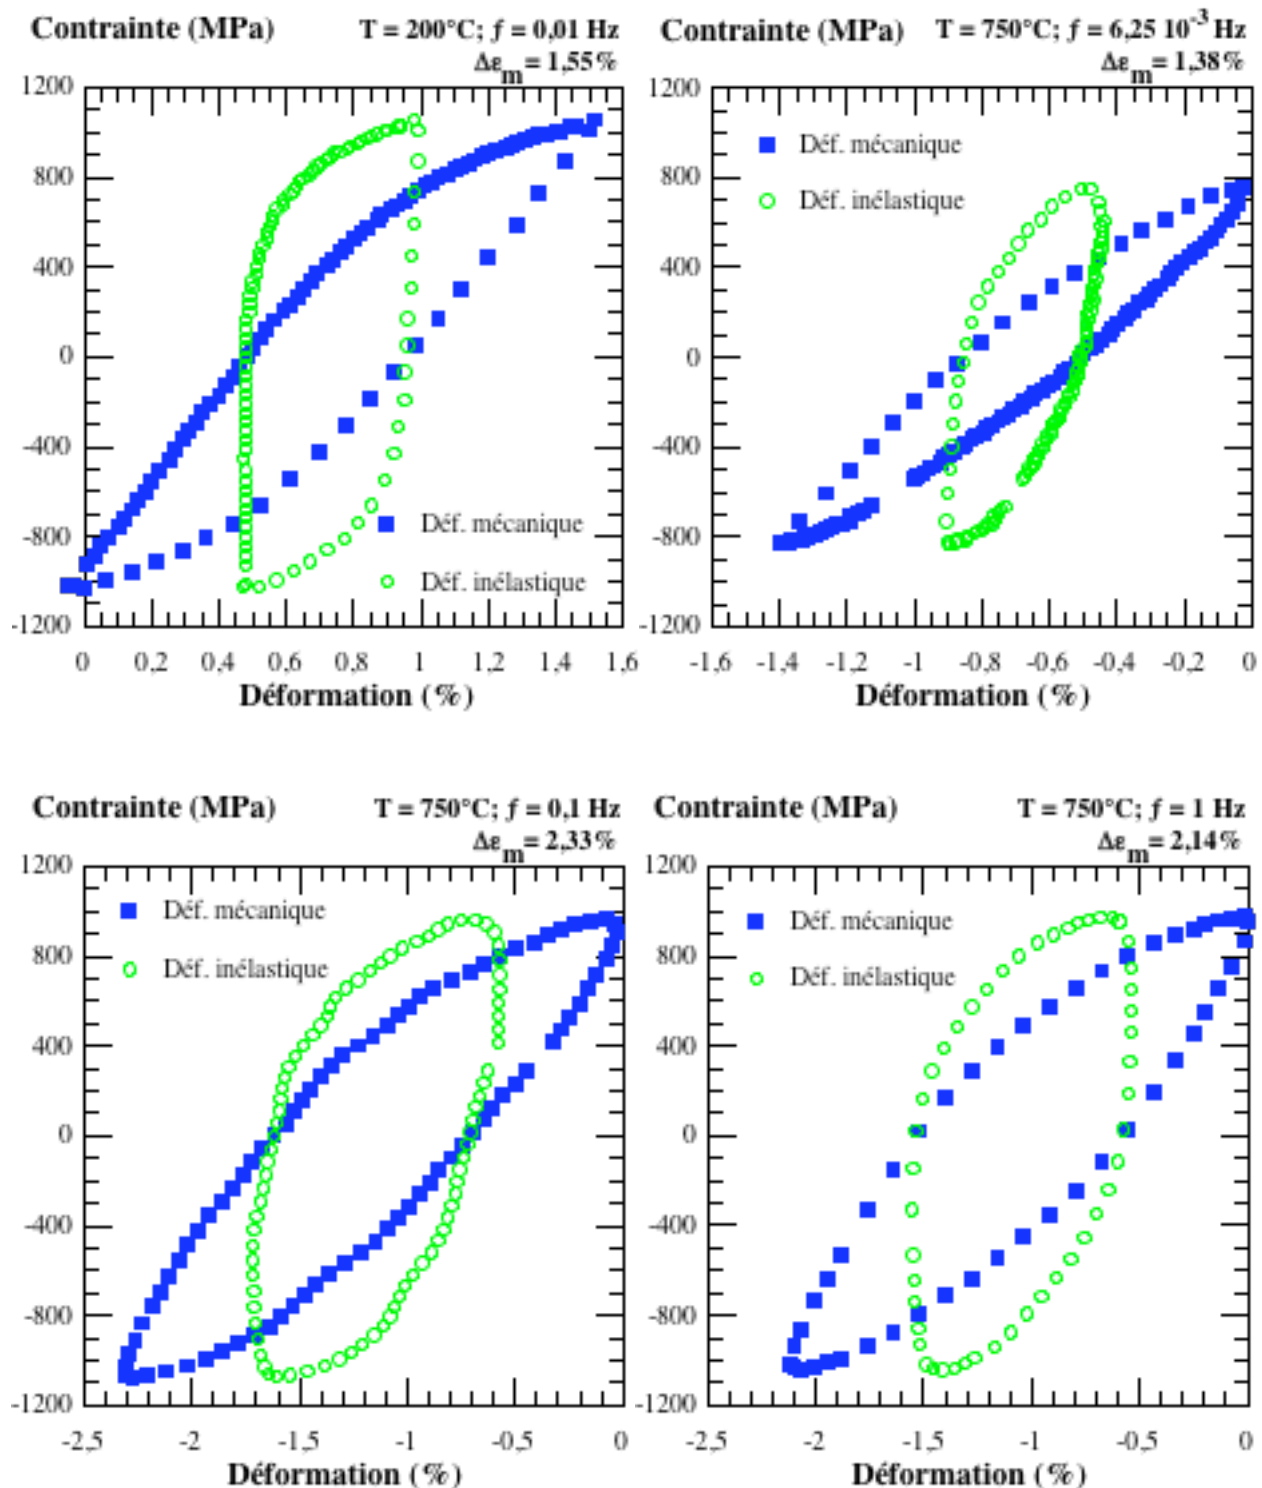 Contrainte (MPa)
T = 200°C; f = 0,01 Hz
Δεm = 1,55%
1200
800
400
0
-400
-800
-1200
Déf. mécanique
Déf. inélastique
0 0,2 0,4 0,6 0,8 1 1,2 1,4 1,6
Déformation (%)
Contrainte (MPa)
T = 750°C; f = 6,25 10⁻³ Hz
Δεm = 1,38%
1200
800
400
0
-400
-800
-1200
Déf. mécanique
Déf. inélastique
-1,6 -1,4 -1,2 -1 -0,8 -0,6 -0,4 -0,2 0
Déformation (%)
Contrainte (MPa)
T = 750°C; f = 0,1 Hz
Δεm = 2,33%
1200
800
400
0
-400
-800
-1200
Déf. mécanique
Déf. inélastique
-2,5 -2 -1,5 -1 -0,5 0
Déformation (%)
Contrainte (MPa)
T = 750°C; f = 1 Hz
Δεm = 2,14%
1200
800
400
0
-400
-800
-1200
Déf. mécanique
Déf. inélastique
-2,5 -2 -1,5 -1 -0,5 0
Déformation (%)